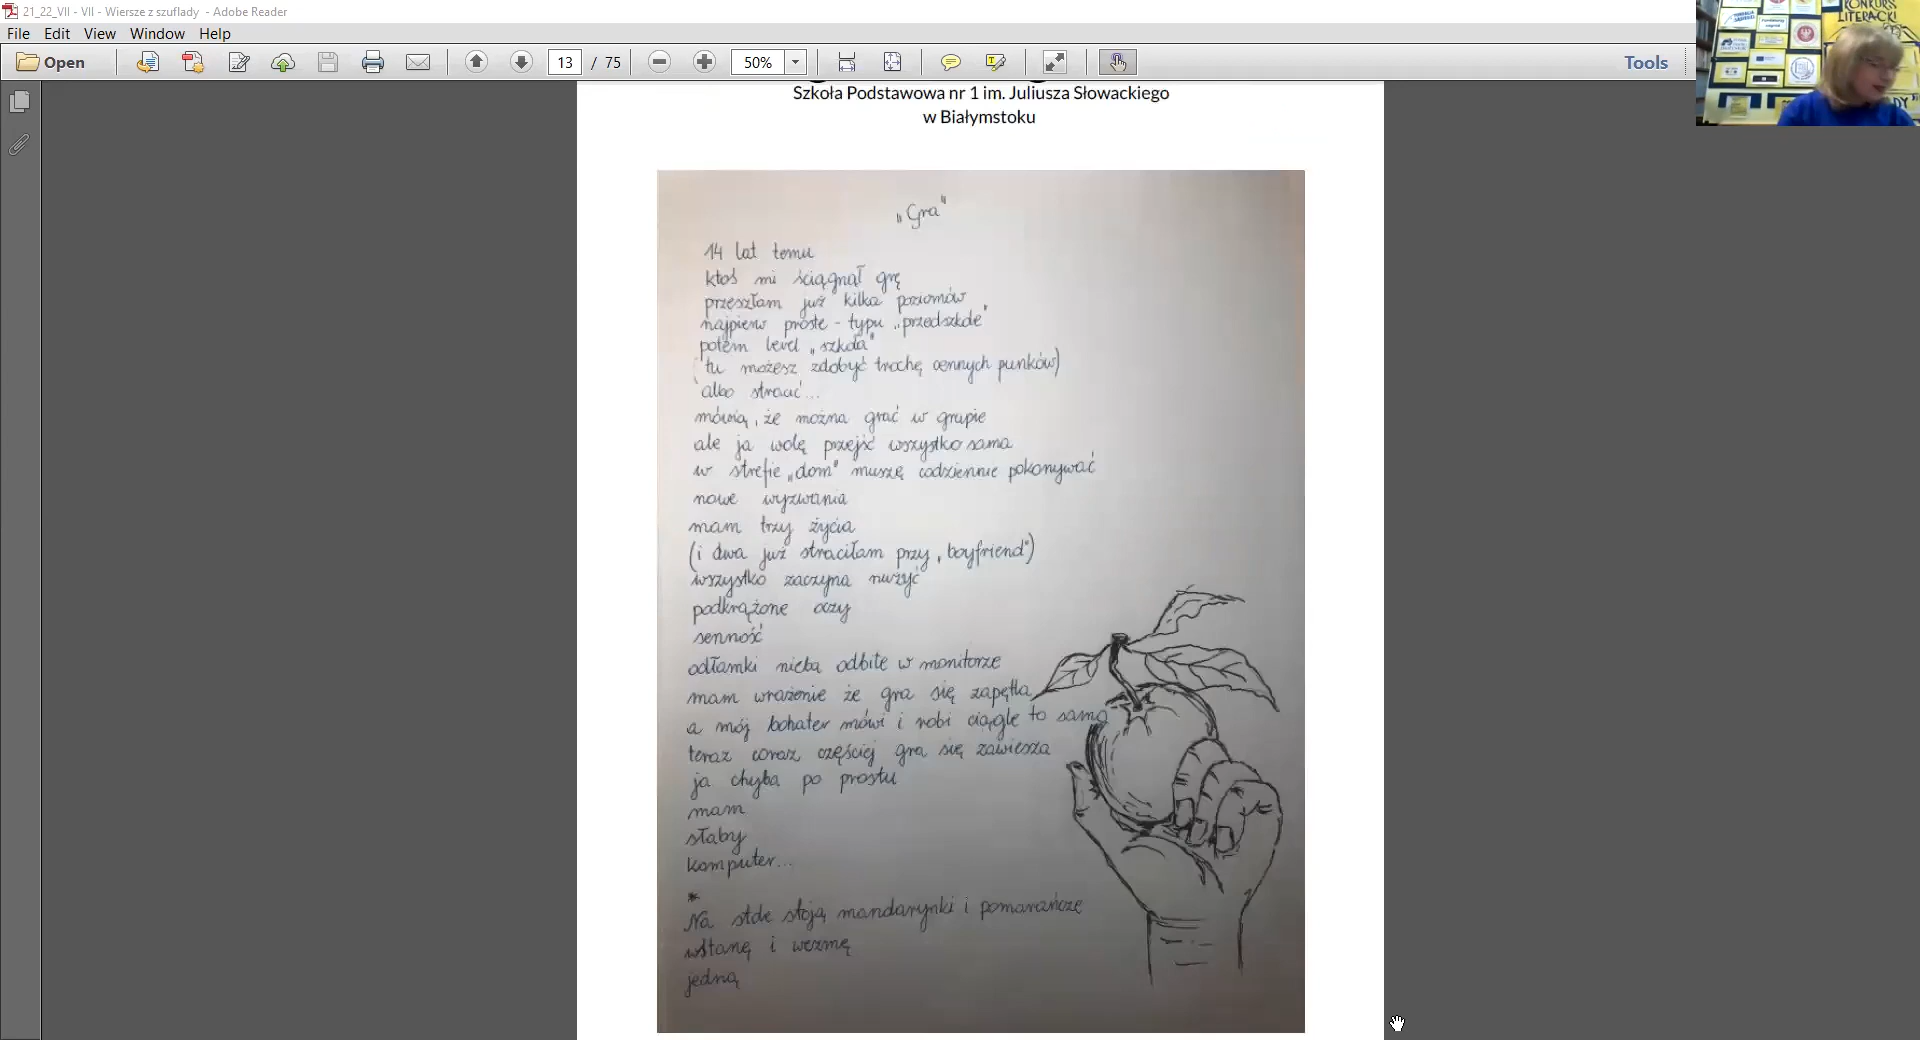 21_22_VII - VII - Wiersze z szuflady - Adobe Reader
File Edit View Window Help
Open 13 / 75 50% Tools
KONKURS
LITERACKI
Szkoła Podstawowa nr 1 im. Juliusza Słowackiego
w Białymstoku
„Gra"
14 lat temu
ktoś mi ściągnął grę
przeszłam już kilka poziomów
najpierw proste - typu „przedszkole"
potem level „szkoła"
(tu możesz zdobyć trochę cennych punków)
(albo stracić...
mówią, że można grać w grupie
ale ja wolę przejść wszystko sama
w strefie „dom" muszę codziennie pokonywać
nowe wyzwania
mam trzy życia
(i dwa już straciłam przy „boyfriend")
wszystko zaczyna nużyć
podkrążone oczy
senność
odłamki nieba odbite w monitorze
mam wrażenie że gra się zapętla
a mój bohater mówi i robi ciągle to samo
teraz coraz częściej gra się zawiesza
ja chyba po prostu
mam
słaby
komputer...
*
Na stole stoją mandarynki i pomarańcze
wstanę i wezmę
jedną